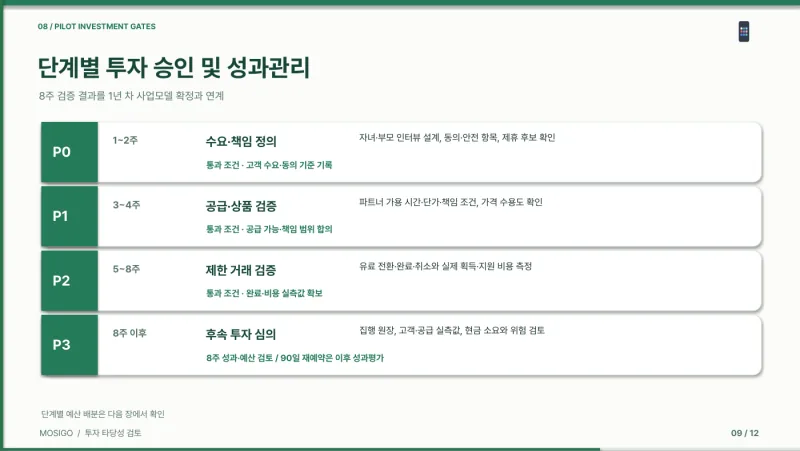 08 / PILOT INVESTMENT GATES
단계별 투자 승인 및 성과관리
8주 검증 결과를 1년 차 사업모델 확정과 연계
P0
1~2주
수요·책임 정의
자녀·부모 인터뷰 설계, 동의·안전 항목, 제휴 후보 확인
통과 조건 · 고객 수요·동의 기준 기록
P1
3~4주
공급·상품 검증
파트너 가용 시간·단가·책임 조건, 가격 수용도 확인
통과 조건 · 공급 가능·책임 범위 합의
P2
5~8주
제한 거래 검증
유료 전환·완료·취소와 실제 획득·지원 비용 측정
통과 조건 · 완료·비용 실측값 확보
P3
8주 이후
후속 투자 심의
집행 원장, 고객·공급 실측값, 현금 소요와 위험 검토
8주 성과·예산 검토 / 90일 재예약은 이후 성과평가
단계별 예산 배분은 다음 장에서 확인
MOSIGO / 투자 타당성 검토
09 / 12